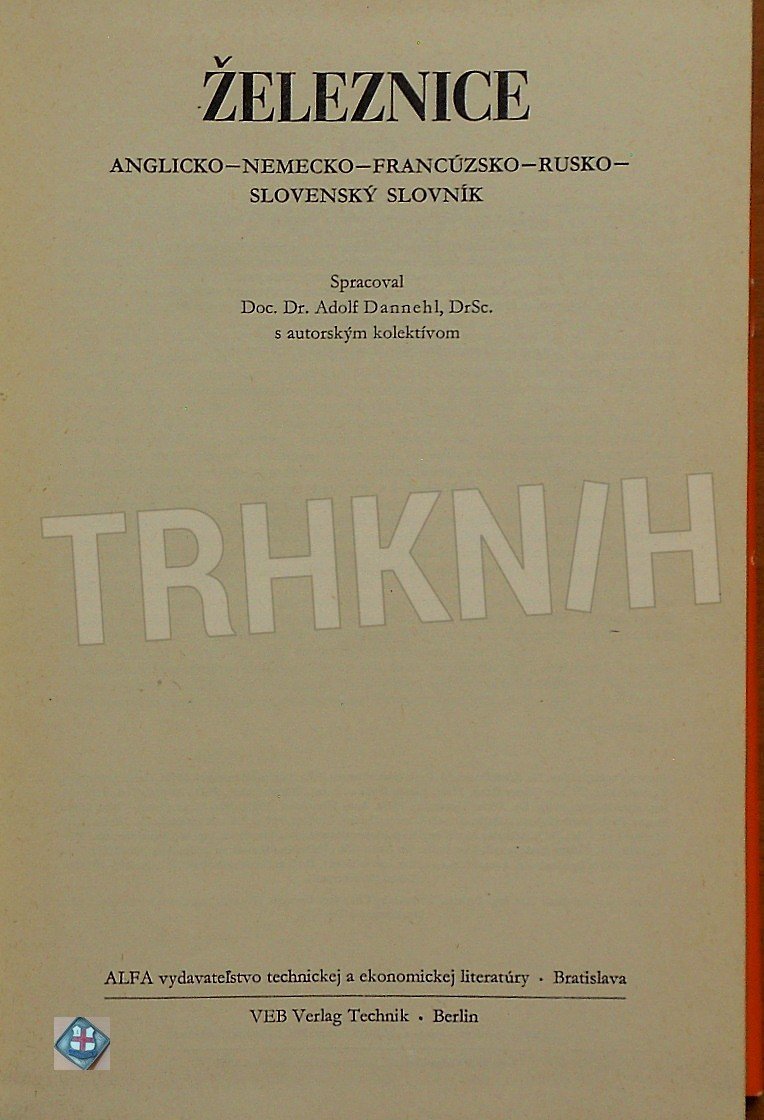 ŽELEZNICE
ANGLICKO—NEMECKO—FRANCÚZSKO—RUSKO—
SLOVENSKÝ SLOVNÍK
Spracoval
Doc. Dr. Adolf Dannehl, DrSc.
s autorským kolektívom
TRHKNIH
ALFA vydavateľstvo technickej a ekonomickej literatúry · Bratislava
VEB Verlag Technik · Berlin